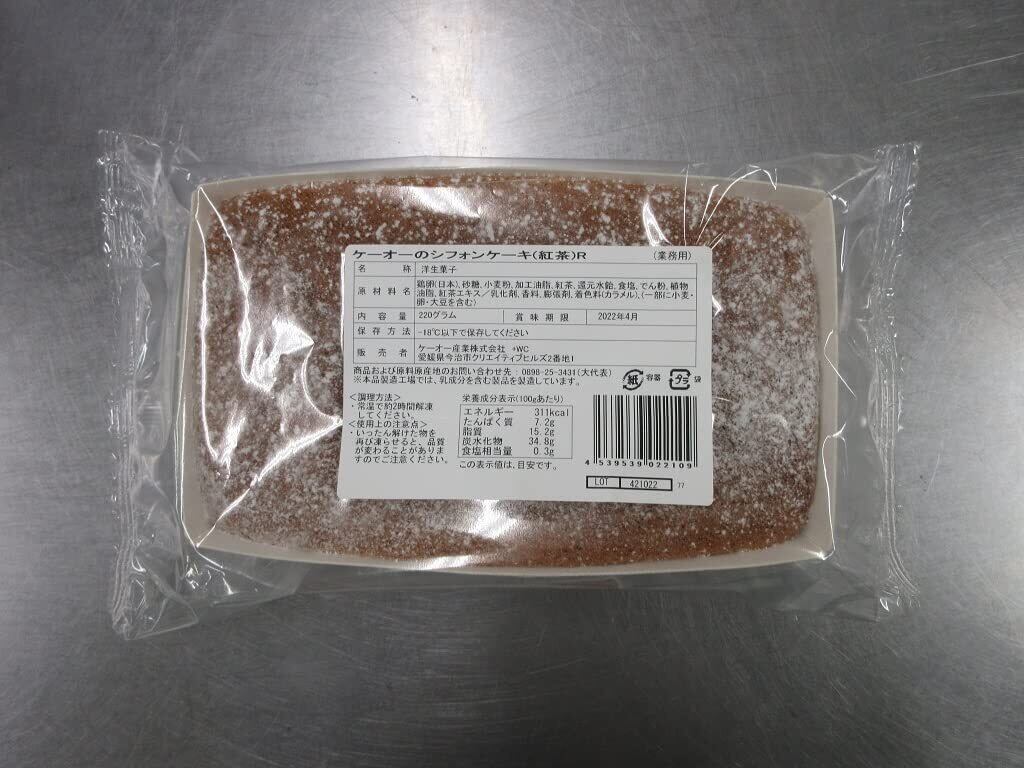 ケーオーのシフォンケーキ(紅茶)R (業務用)
名 称 洋生菓子
原材料名 鶏卵(日本)、砂糖、小麦粉、加工油脂、紅茶、還元水飴、食塩、でん粉、植物
油脂、紅茶エキス/乳化剤、香料、膨張剤、着色料(カラメル)、(一部に小麦・
卵・大豆を含む)
内容量 220グラム 賞味期限 2022年4月
保存方法 -18℃以下で保存してください
販売者 ケーオー産業株式会社 +WC
愛媛県今治市クリエイティブヒルズ2番地1
商品および原料原産地のお問い合わせ先:0898-25-3431(大代表)
※本品製造工場では、乳成分を含む製品を製造しています。
紙 容器 プラ 袋
<調理方法>
・常温で約2時間解凍
してください。
<使用上の注意点>
・いったん解けた物を
再び凍らせると、品質
が変わることがありま
すのでご注意ください。
栄養成分表示(100gあたり)
エネルギー 311kcal
たんぱく質 7.2g
脂質 15.2g
炭水化物 34.8g
食塩相当量 0.3g
この表示値は、目安です。
4539539022109
LOT 421022 77